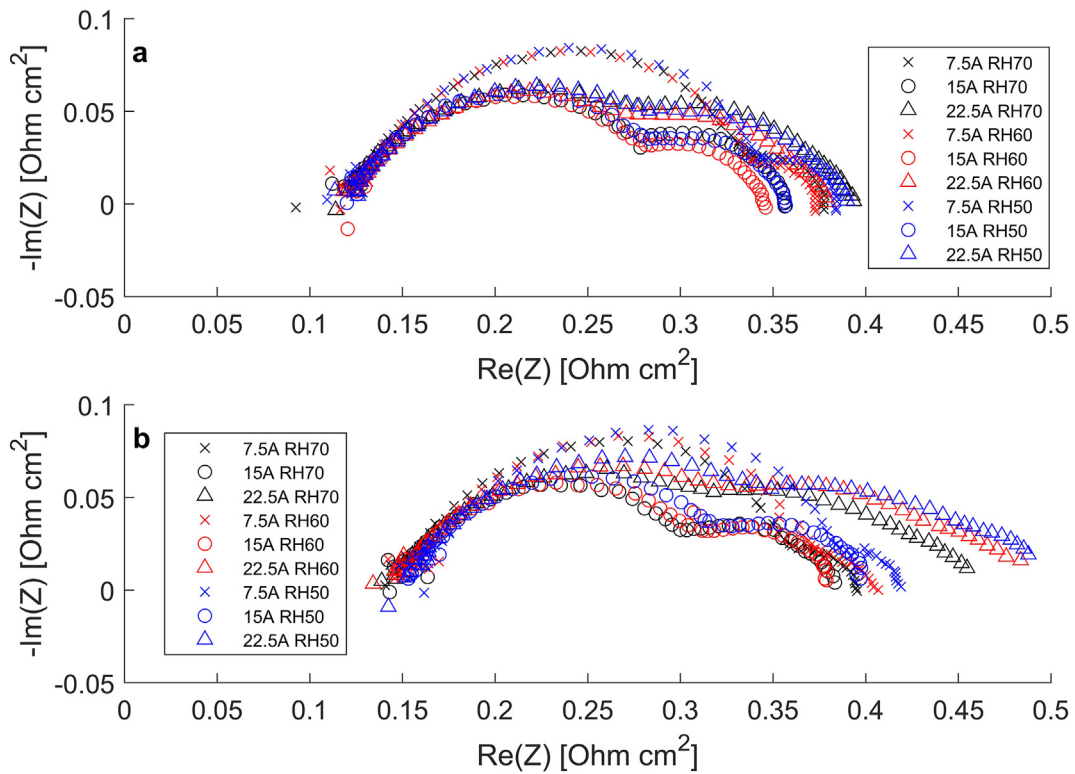 a
-Im(Z) [Ohm cm2]
0.1
0.05
0
-0.05
0 0.05 0.1 0.15 0.2 0.25 0.3 0.35 0.4 0.45 0.5
Re(Z) [Ohm cm2]
7.5A RH70
15A RH70
22.5A RH70
7.5A RH60
15A RH60
22.5A RH60
7.5A RH50
15A RH50
22.5A RH50
b
-Im(Z) [Ohm cm2]
0.1
0.05
0
-0.05
7.5A RH70
15A RH70
22.5A RH70
7.5A RH60
15A RH60
22.5A RH60
7.5A RH50
15A RH50
22.5A RH50
0 0.05 0.1 0.15 0.2 0.25 0.3 0.35 0.4 0.45 0.5
Re(Z) [Ohm cm2]